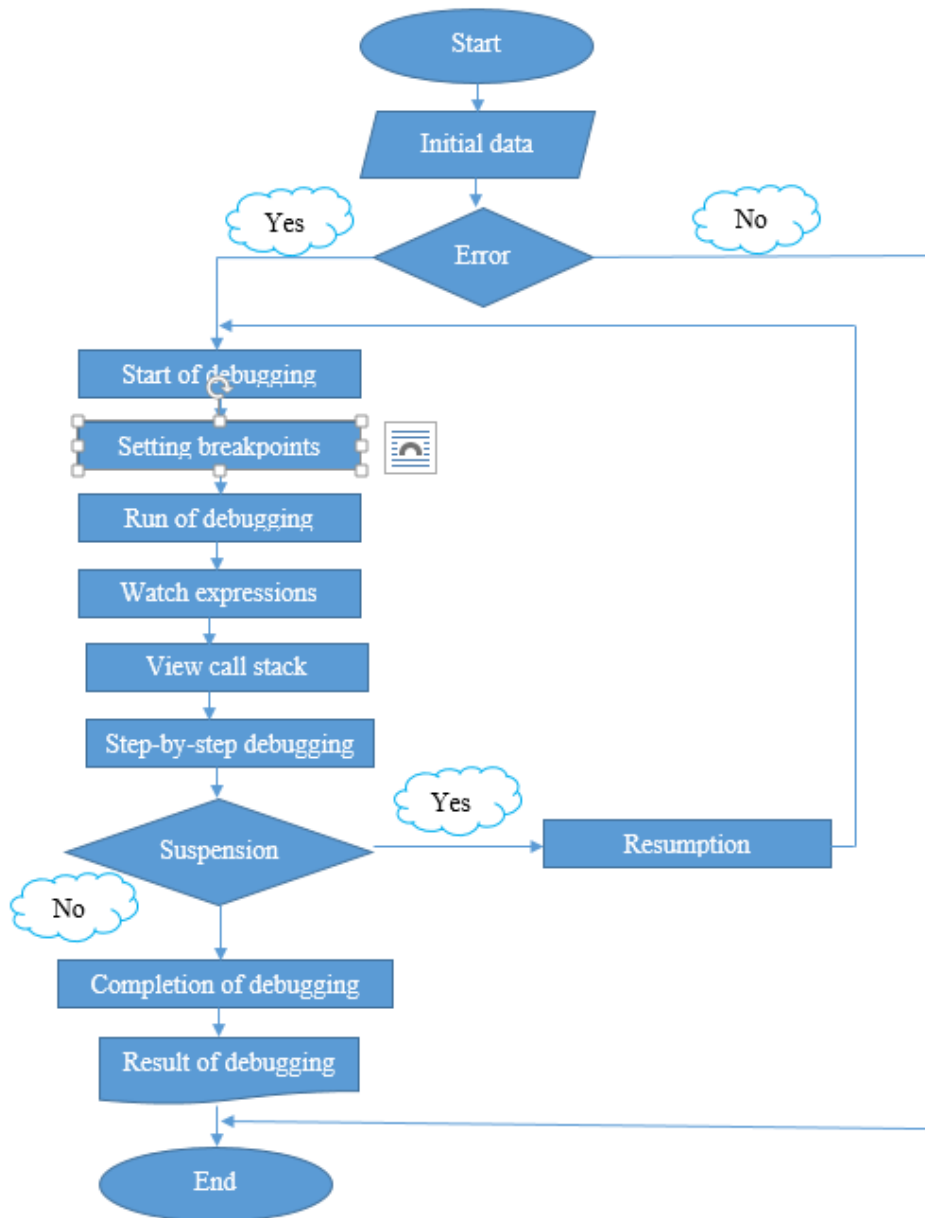 Start
Initial data
Yes
No
Error
Start of debugging
Setting breakpoints
Run of debugging
Watch expressions
View call stack
Step-by-step debugging
Yes
Suspension
Resumption
No
Completion of debugging
Result of debugging
End